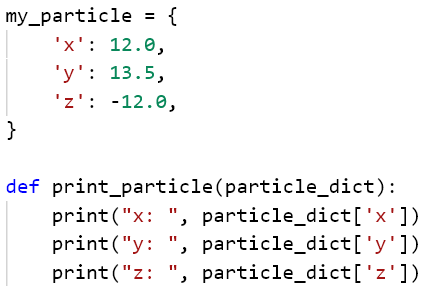 my_particle = {
    'x': 12.0,
    'y': 13.5,
    'z': -12.0,
}

def print_particle(particle_dict):
    print("x: ", particle_dict['x'])
    print("y: ", particle_dict['y'])
    print("z: ", particle_dict['z'])